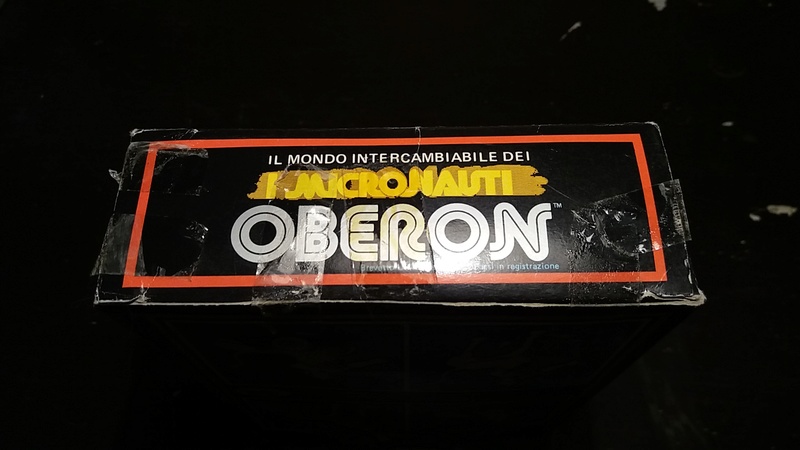 IL MONDO INTERCAMBIABILE DEI
I MICRONAUTI
OBERON™
in registrazione